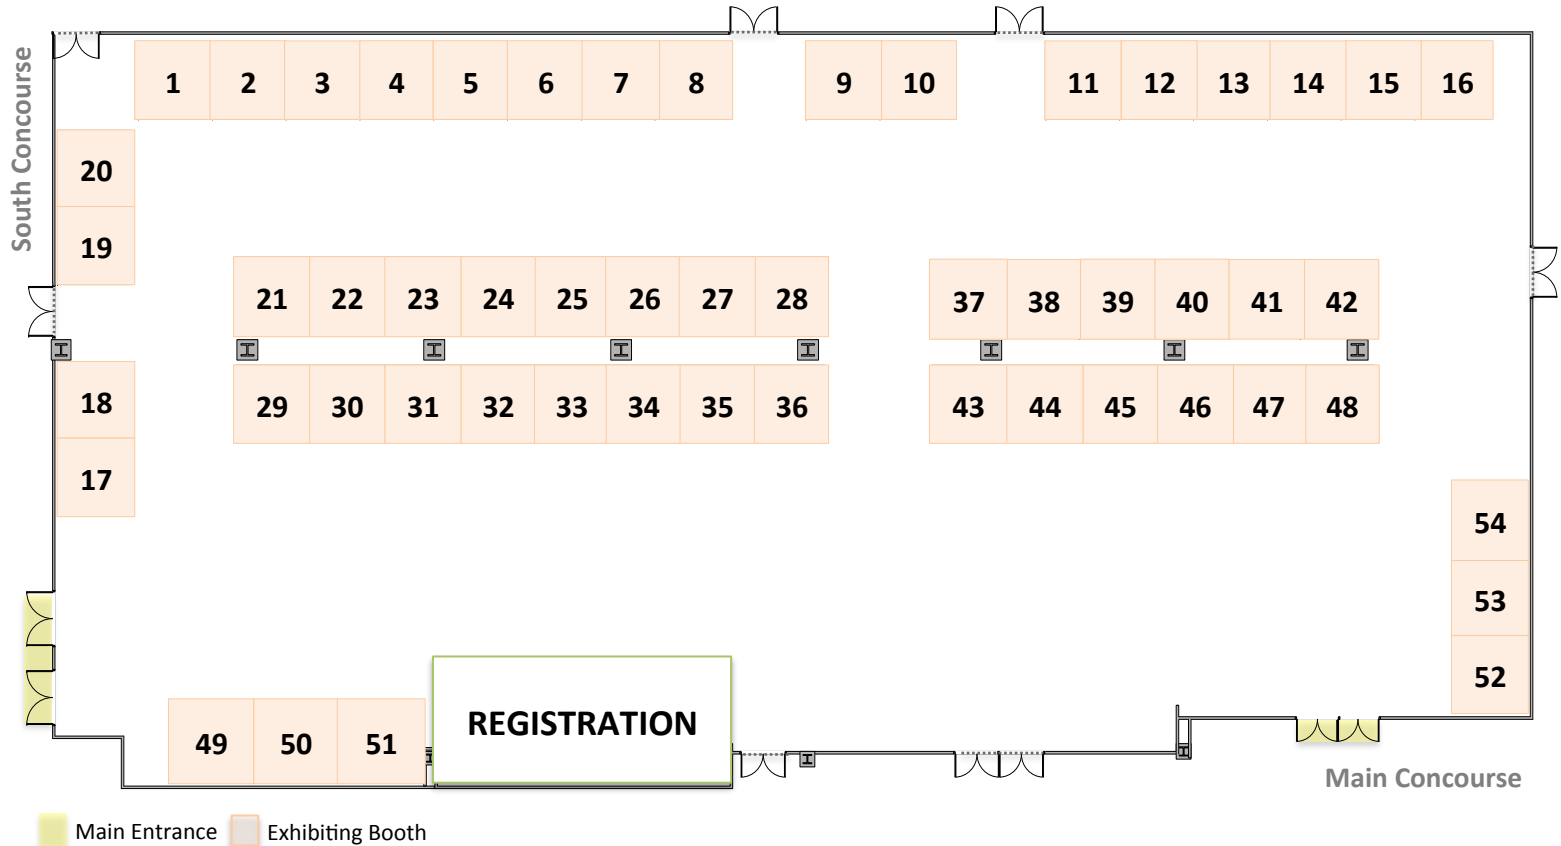 South Concourse
1 2 3 4 5 6 7 8 9 10 11 12 13 14 15 16
20
19
21 22 23 24 25 26 27 28 37 38 39 40 41 42
18
29 30 31 32 33 34 35 36 43 44 45 46 47 48
17
54
53
52
49 50 51 REGISTRATION
Main Concourse
Main Entrance Exhibiting Booth